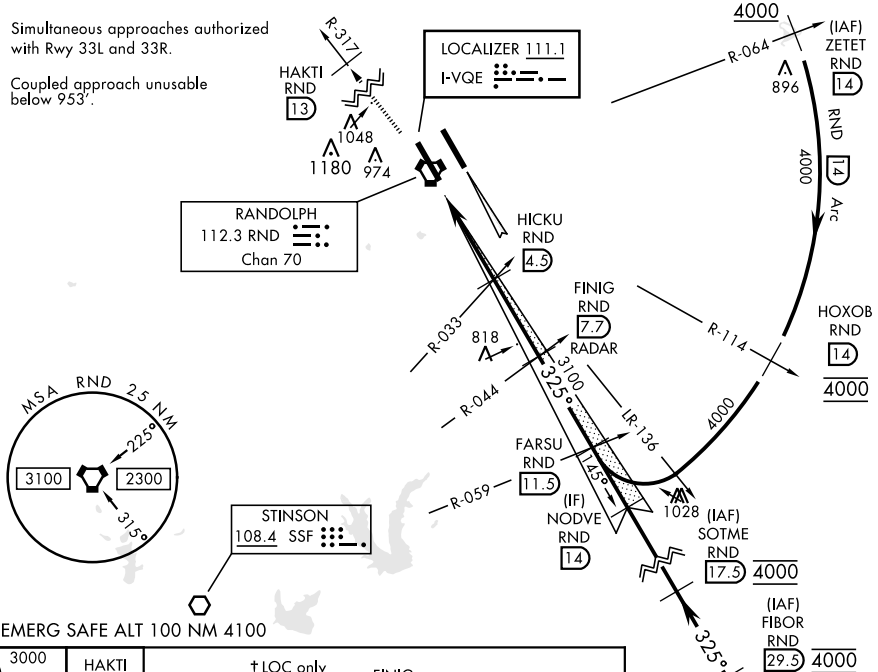 Simultaneous approaches authorized
with Rwy 33L and 33R.
Coupled approach unusable
below 953'.
R-317
HAKTI
RND
13
LOCALIZER 111.1
I-VQE
4000
(IAF)
ZETET
RND
14
R-064
896
1048
1180
974
RND
14
Arc
4000
RANDOLPH
112.3 RND
Chan 70
HICKU
RND
4.5
FINIG
RND
7.7
RADAR
R-033
818
R-044
3100
325°
R-114
HOXOB
RND
14
4000
4000
LR-136
MSA RND 25 NM
225°
3100
2300
315°
FARSU
RND
11.5
R-059
145°
(IF)
NODVE
RND
14
1028
(IAF)
SOTME
RND
17.5 4000
STINSON
108.4 SSF
(IAF)
FIBOR
RND
29.5 4000
325°
EMERG SAFE ALT 100 NM 4100
3000
HAKTI
†LOC only
FINIG